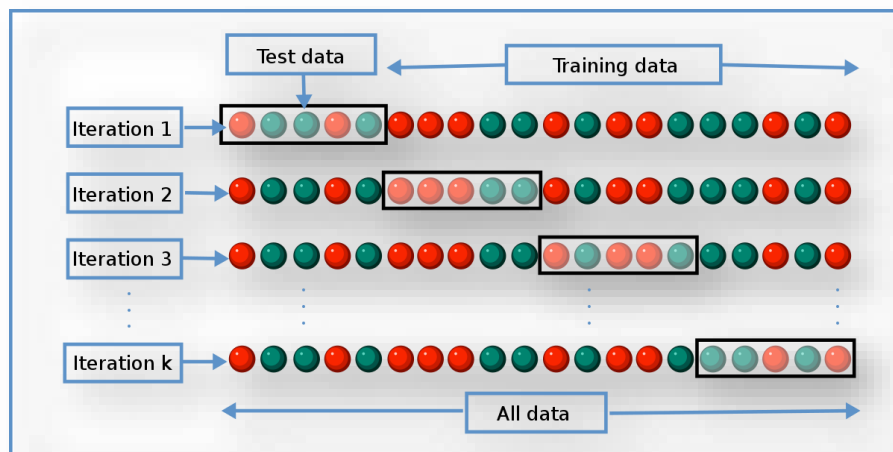 Test data
Training data
Iteration 1
Iteration 2
Iteration 3
Iteration k
All data